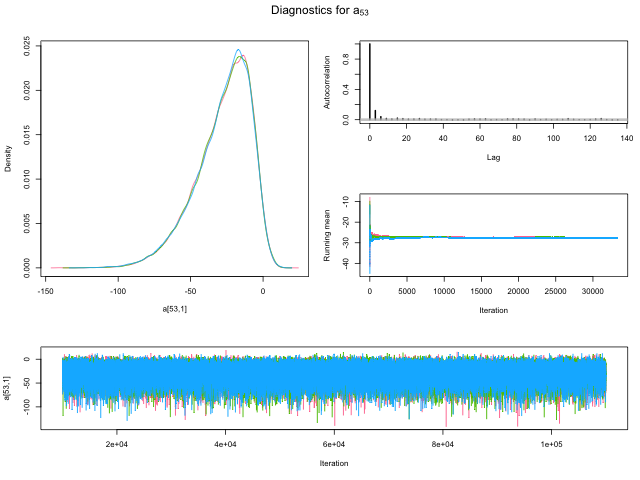 Diagnostics for a53
Density
0.000 0.005 0.010 0.015 0.020 0.025
-150 -100 -50 0
a[53,1]
Autocorrelation
0.0 0.4 0.8
0 20 40 60 80 100 120 140
Lag
Running mean
-40 -30 -20 -10
0 5000 10000 15000 20000 25000 30000
Iteration
a[53,1]
-100 -50 0
2e+04 4e+04 6e+04 8e+04 1e+05
Iteration